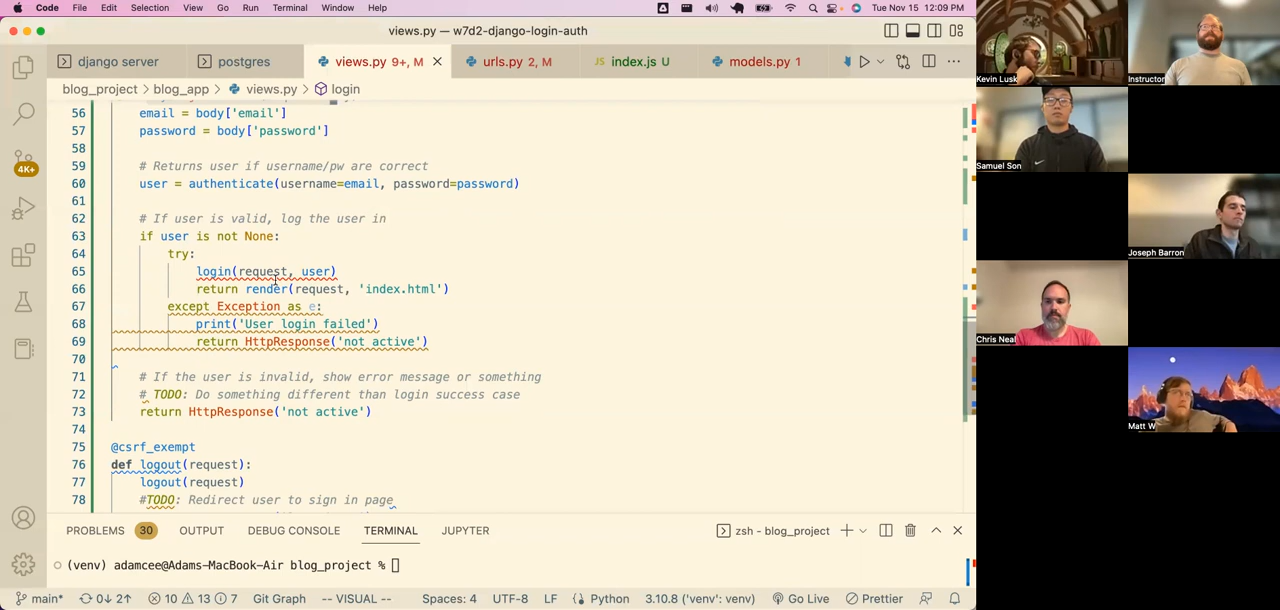 Code File Edit Selection View Go Run Terminal Window Help Tue Nov 15 12:09 PM
views.py — w7d2-django-login-auth
django server postgres views.py 9+, M urls.py 2, M JS index.js U models.py 1
blog_project > blog_app > views.py > login
56 email = body['email']
57 password = body['password']
58
59 # Returns user if username/pw are correct
60 user = authenticate(username=email, password=password)
61
62 # If user is valid, log the user in
63 if user is not None:
64 try:
65 login(request, user)
66 return render(request, 'index.html')
67 except Exception as e:
68 print('User login failed')
69 return HttpResponse('not active')
70
71 # If the user is invalid, show error message or something
72 # TODO: Do something different than login success case
73 return HttpResponse('not active')
74
75 @csrf_exempt
76 def logout(request):
77 logout(request)
78 #TODO: Redirect user to sign in page
4K+
PROBLEMS 30 OUTPUT DEBUG CONSOLE TERMINAL JUPYTER zsh - blog_project
(venv) adamcee@Adams-MacBook-Air blog_project %
main* 0↓ 2↑ 10 13 7 Git Graph -- VISUAL -- Spaces: 4 UTF-8 LF Python 3.10.8 ('venv': venv) Go Live Prettier
Kevin Lusk
Instructor
Samuel Son
Joseph Barron
Chris Neal
Matt W